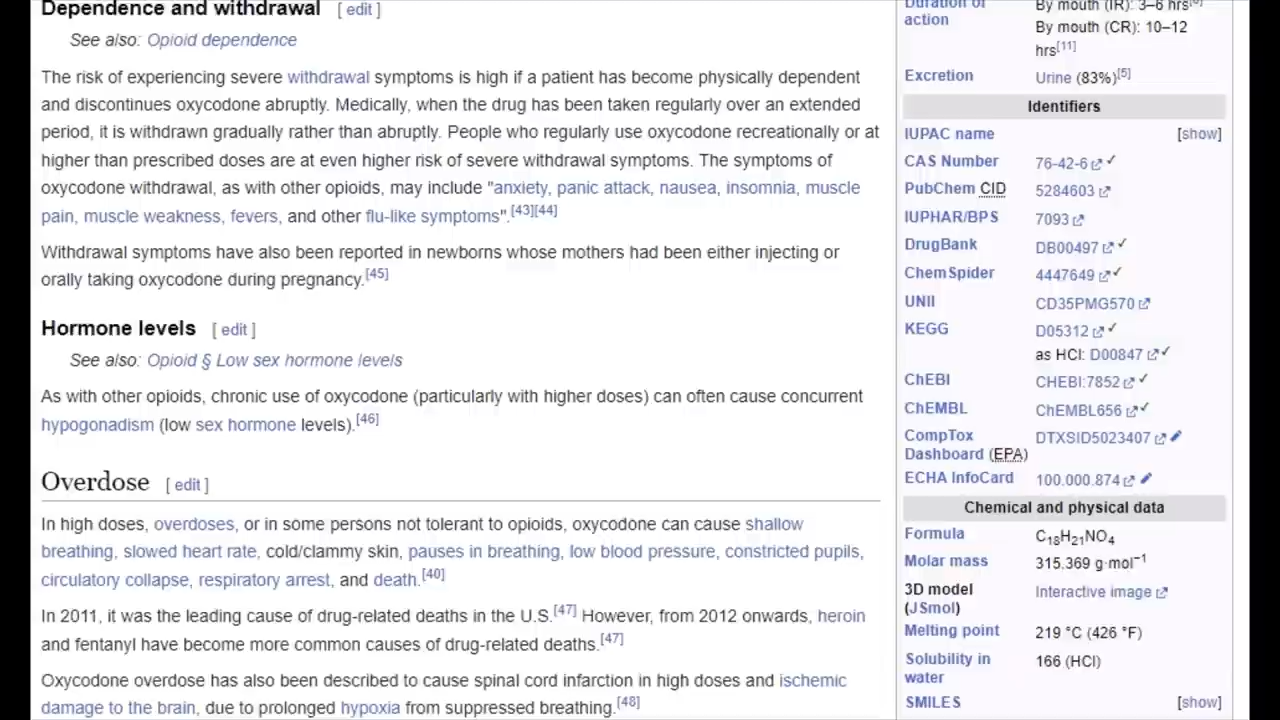 Dependence and withdrawal [ edit ]
See also: Opioid dependence
The risk of experiencing severe withdrawal symptoms is high if a patient has become physically dependent
and discontinues oxycodone abruptly. Medically, when the drug has been taken regularly over an extended
period, it is withdrawn gradually rather than abruptly. People who regularly use oxycodone recreationally or at
higher than prescribed doses are at even higher risk of severe withdrawal symptoms. The symptoms of
oxycodone withdrawal, as with other opioids, may include "anxiety, panic attack, nausea, insomnia, muscle
pain, muscle weakness, fevers, and other flu-like symptoms".[43][44]
Withdrawal symptoms have also been reported in newborns whose mothers had been either injecting or
orally taking oxycodone during pregnancy.[45]
Hormone levels [ edit ]
See also: Opioid § Low sex hormone levels
As with other opioids, chronic use of oxycodone (particularly with higher doses) can often cause concurrent
hypogonadism (low sex hormone levels).[46]
Overdose [ edit ]
In high doses, overdoses, or in some persons not tolerant to opioids, oxycodone can cause shallow
breathing, slowed heart rate, cold/clammy skin, pauses in breathing, low blood pressure, constricted pupils,
circulatory collapse, respiratory arrest, and death.[40]
In 2011, it was the leading cause of drug-related deaths in the U.S.[47] However, from 2012 onwards, heroin
and fentanyl have become more common causes of drug-related deaths.[47]
Oxycodone overdose has also been described to cause spinal cord infarction in high doses and ischemic
damage to the brain, due to prolonged hypoxia from suppressed breathing.[48]
Duration of
action
By mouth (IR): 3–6 hrs
By mouth (CR): 10–12
hrs[11]
Excretion Urine (83%)[5]
Identifiers
IUPAC name [show]
CAS Number 76-42-6 ✓
PubChem CID 5284603
IUPHAR/BPS 7093
DrugBank DB00497 ✓
ChemSpider 4447649 ✓
UNII CD35PMG570
KEGG D05312 ✓
as HCl: D00847 ✓
ChEBI CHEBI:7852 ✓
ChEMBL ChEMBL656 ✓
CompTox
Dashboard (EPA)
DTXSID5023407
ECHA InfoCard 100.000.874
Chemical and physical data
Formula C18H21NO4
Molar mass 315.369 g·mol−1
3D model
(JSmol)
Interactive image
Melting point 219 °C (426 °F)
Solubility in
water
166 (HCl)
SMILES [show]